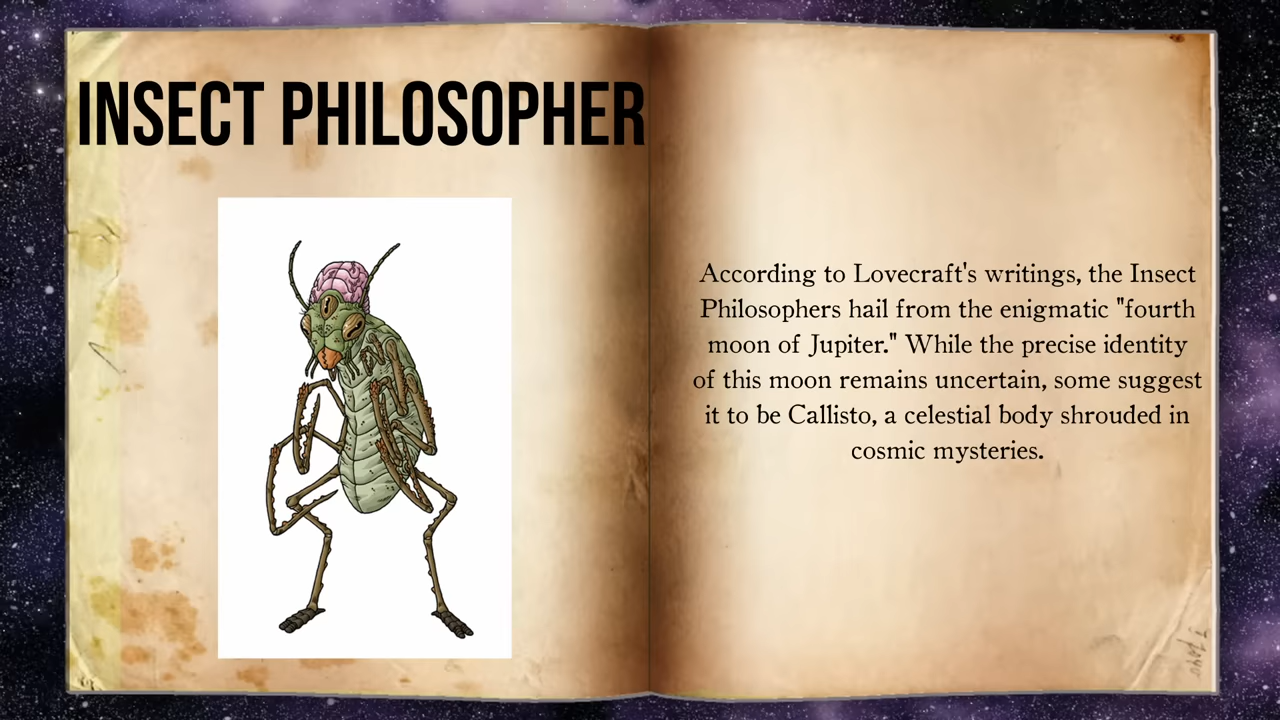 INSECT PHILOSOPHER
According to Lovecraft's writings, the Insect
Philosophers hail from the enigmatic "fourth
moon of Jupiter." While the precise identity
of this moon remains uncertain, some suggest
it to be Callisto, a celestial body shrouded in
cosmic mysteries.